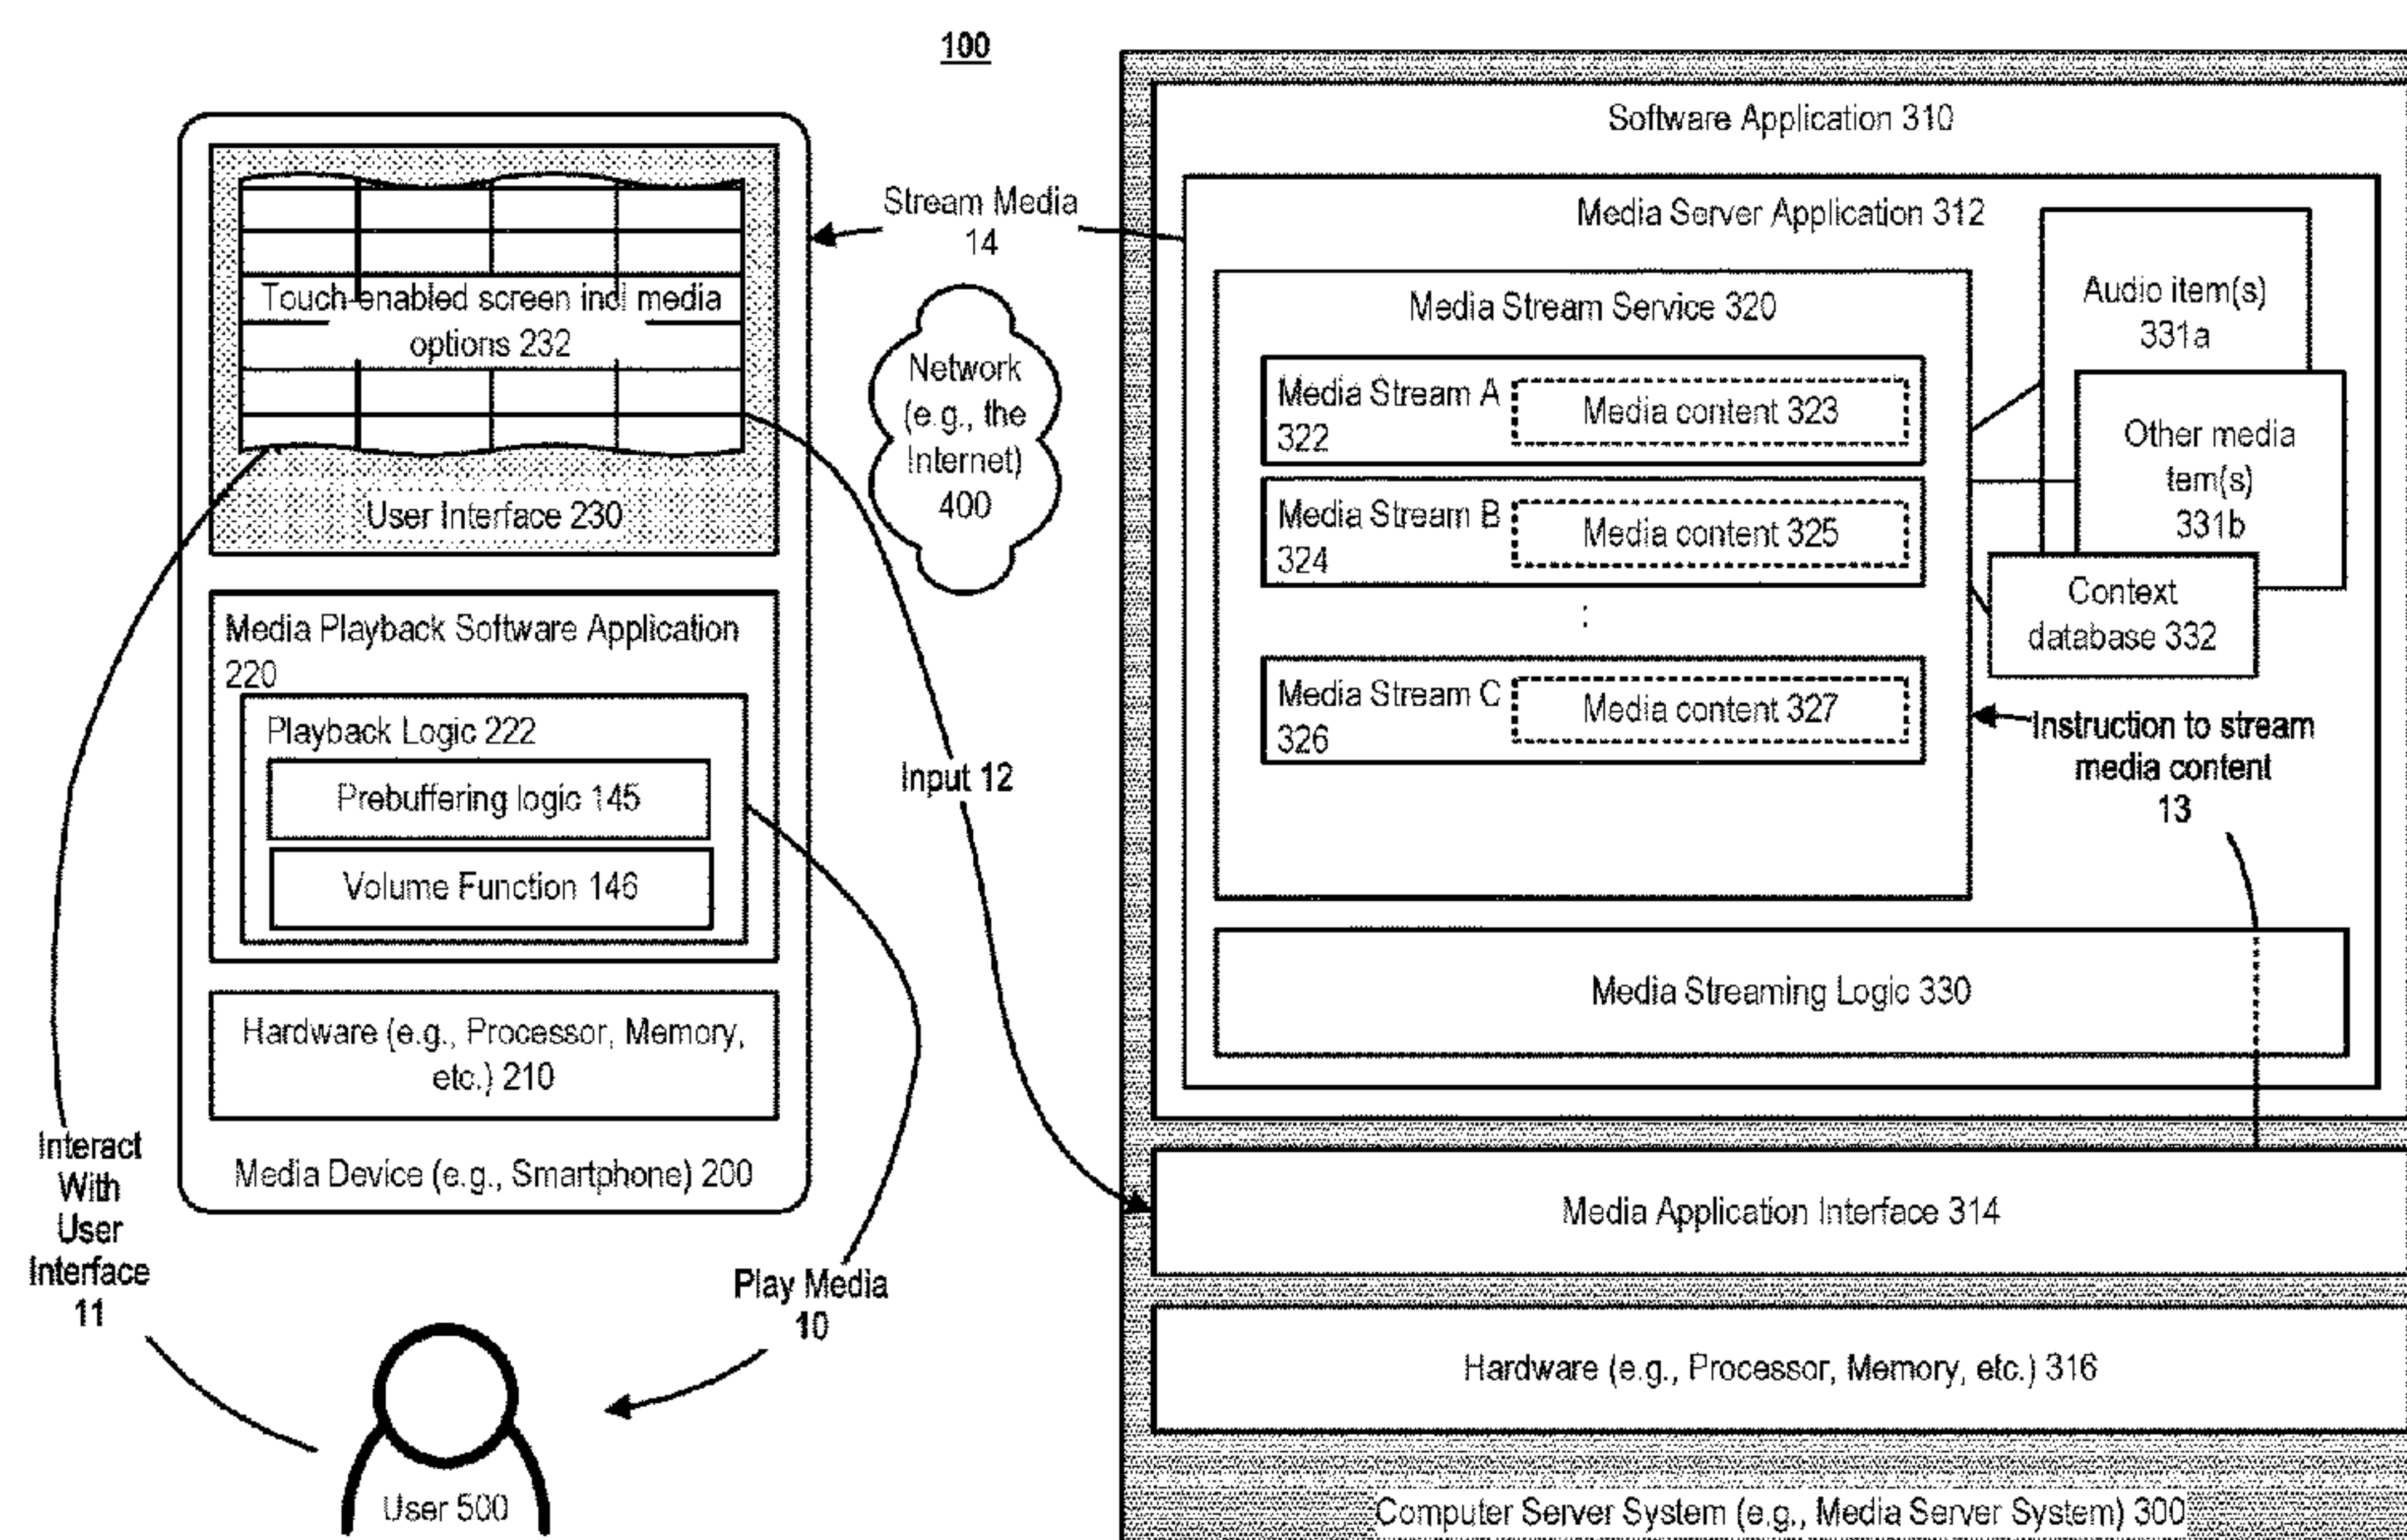 100
Touch-enabled screen incl media
options 232
User Interface 230
Media Playback Software Application
220
Playback Logic 222
Prebuffering logic 145
Volume Function 146
Hardware (e.g., Processor, Memory,
etc.) 210
Media Device (e.g., Smartphone) 200
Interact
With
User
Interface
11
User 500
Play Media
10
Stream Media
14
Network
(e.g., the
Internet)
400
Input 12
Software Application 310
Media Server Application 312
Media Stream Service 320
Media Stream A
322
Media content 323
Media Stream B
324
Media content 325
:
Media Stream C
326
Media content 327
Audio item(s)
331a
Other media
tem(s)
331b
Context
database 332
Instruction to stream
media content
13
Media Streaming Logic 330
Media Application Interface 314
Hardware (e.g., Processor, Memory, etc.) 316
Computer Server System (e.g., Media Server System) 300